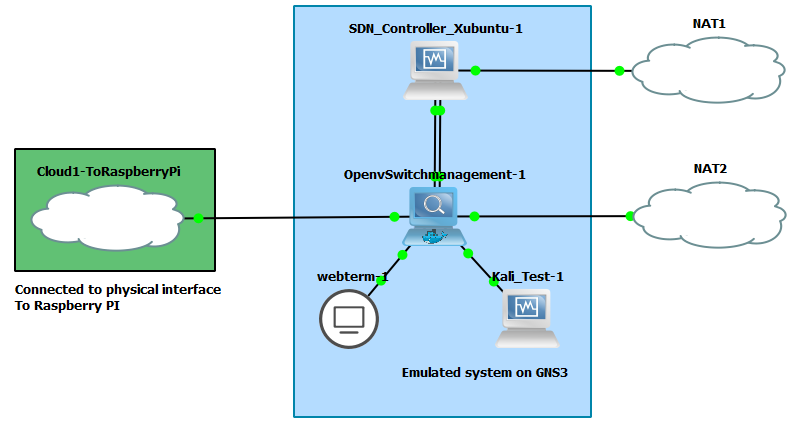 NAT1
SDN_Controller_Xubuntu-1
Cloud1-ToRaspberryPi
OpenvSwitchmanagement-1
NAT2
webterm-1
Kali_Test-1
Connected to physical interface
To Raspberry PI
Emulated system on GNS3